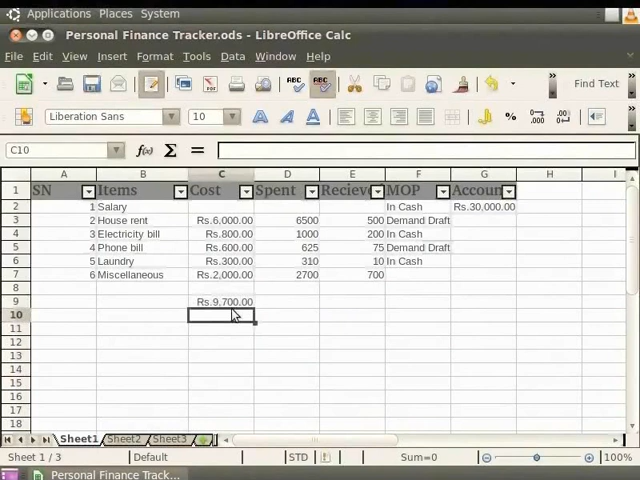 Applications Places System
Personal Finance Tracker.ods - LibreOffice Calc
File Edit View Insert Format Tools Data Window Help
ABC ABC Find Text
Liberation Sans 10 A A A %
C10 f(x) Σ =
A B C D E F G H I
1 SN Items Cost Spent Reciev MOP Accoun
2 1 Salary In Cash Rs.30,000.00
3 2 House rent Rs.6,000.00 6500 500 Demand Draft
4 3 Electricity bill Rs.800.00 1000 200 In Cash
5 4 Phone bill Rs.600.00 625 75 Demand Draft
6 5 Laundry Rs.300.00 310 10 In Cash
7 6 Miscellaneous Rs.2,000.00 2700 700
8
9 Rs.9,700.00
10
11
12
13
14
15
16
17
18
Sheet1 Sheet2 Sheet3
Sheet 1 / 3 Default STD Sum=0 100%
Personal Finance Track...